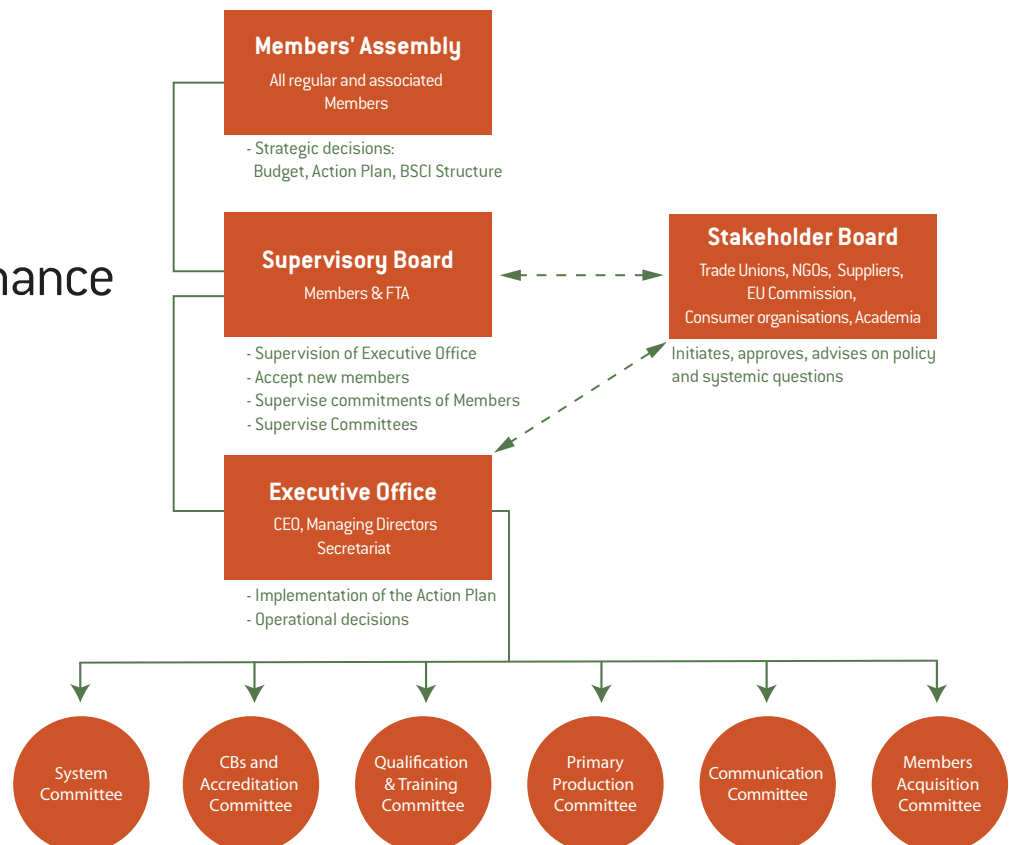 Members' Assembly
All regular and associated
Members
- Strategic decisions:
Budget, Action Plan, BSCI Structure
nance
Supervisory Board
Members & FTA
- Supervision of Executive Office
- Accept new members
- Supervise commitments of Members
- Supervise Committees
Stakeholder Board
Trade Unions, NGOs, Suppliers,
EU Commission,
Consumer organisations, Academia
Initiates, approves, advises on policy
and systemic questions
Executive Office
CEO, Managing Directors
Secretariat
- Implementation of the Action Plan
- Operational decisions
System
Committee
CBs and
Accreditation
Committee
Qualification
& Training
Committee
Primary
Production
Committee
Communication
Committee
Members
Acquisition
Committee